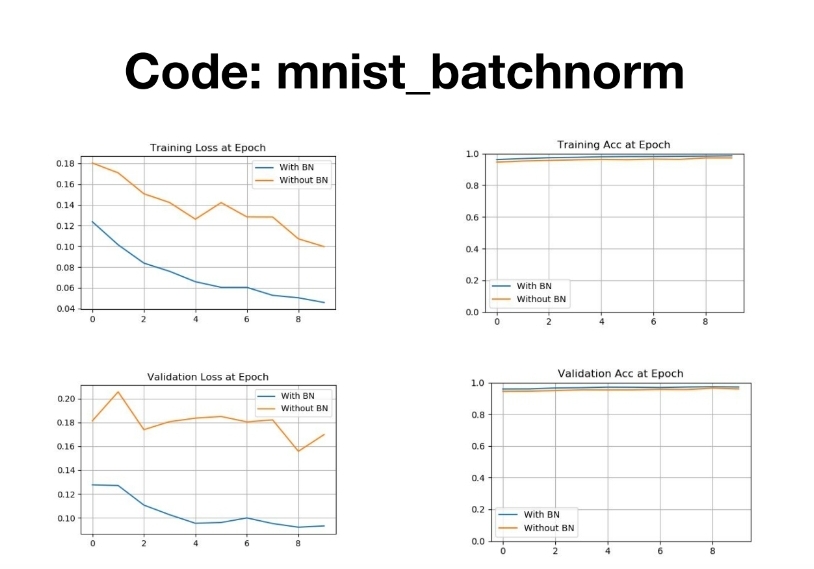 Code: mnist_batchnorm
Training Loss at Epoch
0.18
0.16
0.14
0.12
0.10
0.08
0.06
0.04
With BN
Without BN
0 2 4 6 8
Training Acc at Epoch
1.0
0.8
0.6
0.4
0.2
0.0
With BN
Without BN
0 2 4 6 8
Validation Loss at Epoch
0.20
0.18
0.16
0.14
0.12
0.10
With BN
Without BN
0 2 4 6 8
Validation Acc at Epoch
1.0
0.8
0.6
0.4
0.2
0.0
With BN
Without BN
0 2 4 6 8